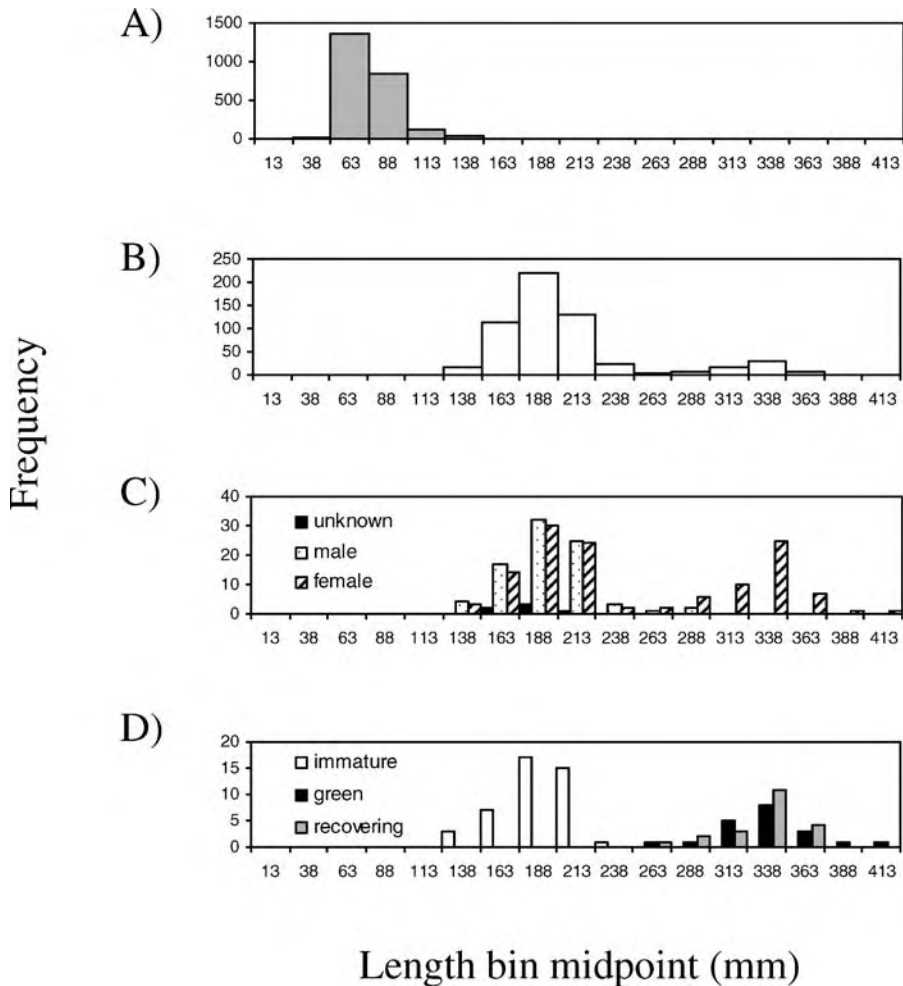 A)
1500
1000
500
0
13 38 63 88 113 138 163 188 213 238 263 288 313 338 363 388 413
B)
250
200
150
100
50
0
13 38 63 88 113 138 163 188 213 238 263 288 313 338 363 388 413
Frequency
C)
40
30
20
10
0
unknown
male
female
13 38 63 88 113 138 163 188 213 238 263 288 313 338 363 388 413
D)
20
15
10
5
0
immature
green
recovering
13 38 63 88 113 138 163 188 213 238 263 288 313 338 363 388 413
Length bin midpoint (mm)